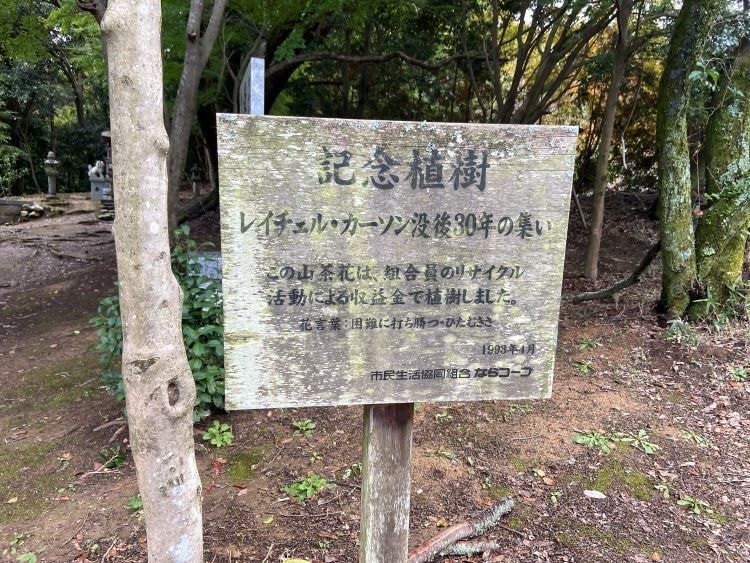 記念植樹
レイチェル・カーソン没後30年の集い
この山茶花は、組合員のリサイクル
活動による収益金で植樹しました。
花言葉：困難に打ち勝つ・ひたむきさ
1993年4月
市民生活協同組合 ならコープ